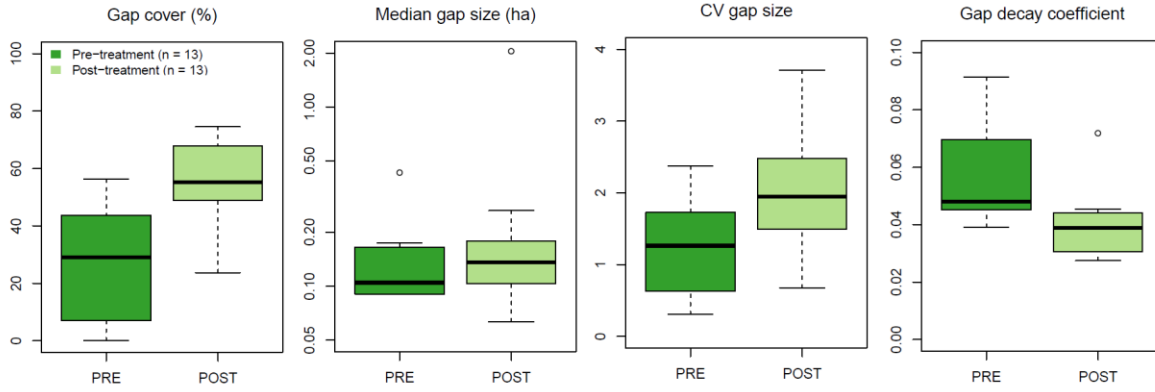 Gap cover (%)
Pre−treatment (n = 13)
Post−treatment (n = 13)
100
80
60
40
20
0
PRE
POST
Median gap size (ha)
2.00
1.00
0.50
0.20
0.10
0.05
PRE
POST
CV gap size
4
3
2
1
0
PRE
POST
Gap decay coefficient
0.10
0.08
0.06
0.04
0.02
0.00
PRE
POST